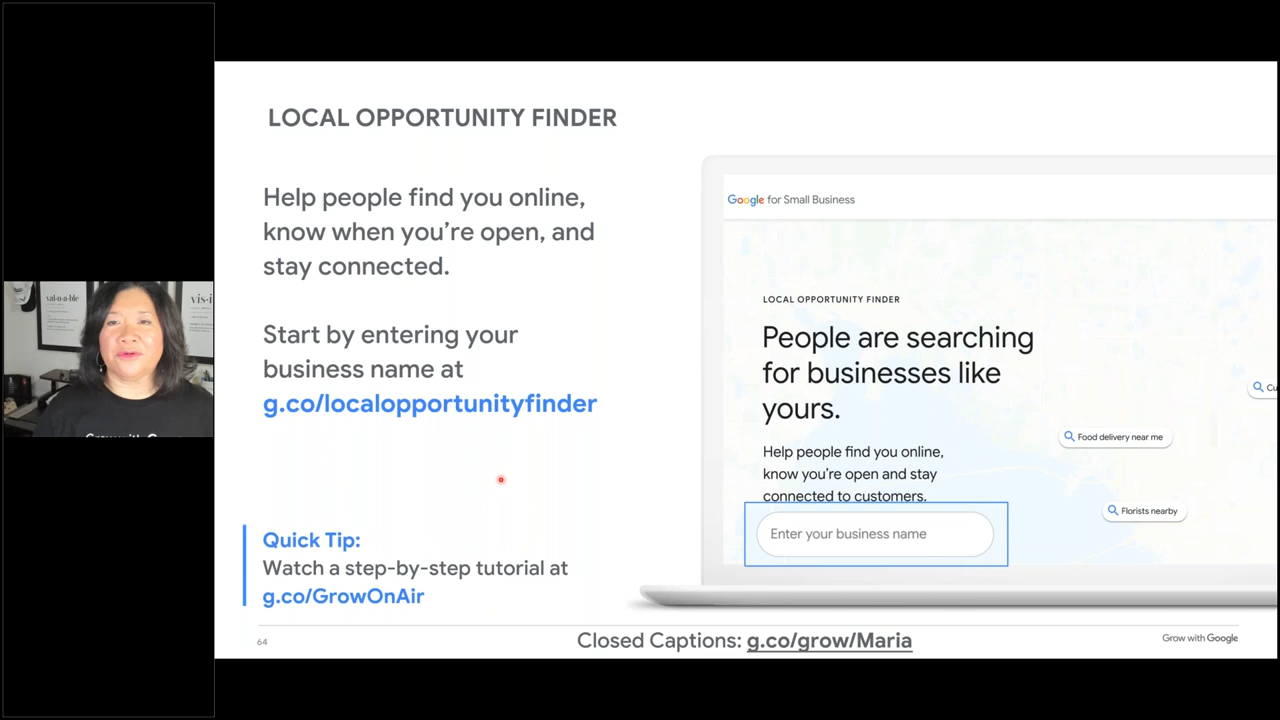 LOCAL OPPORTUNITY FINDER
Help people find you online,
know when you’re open, and
stay connected.
Start by entering your
business name at
g.co/localopportunityfinder
Quick Tip:
Watch a step-by-step tutorial at
g.co/GrowOnAir
Google for Small Business
LOCAL OPPORTUNITY FINDER
People are searching
for businesses like
yours.
Help people find you online,
know you’re open and stay
connected to customers.
Enter your business name
Cu
Food delivery near me
Florists nearby
64
Closed Captions: g.co/grow/Maria
Grow with Google
val·u·a·ble
vis·i